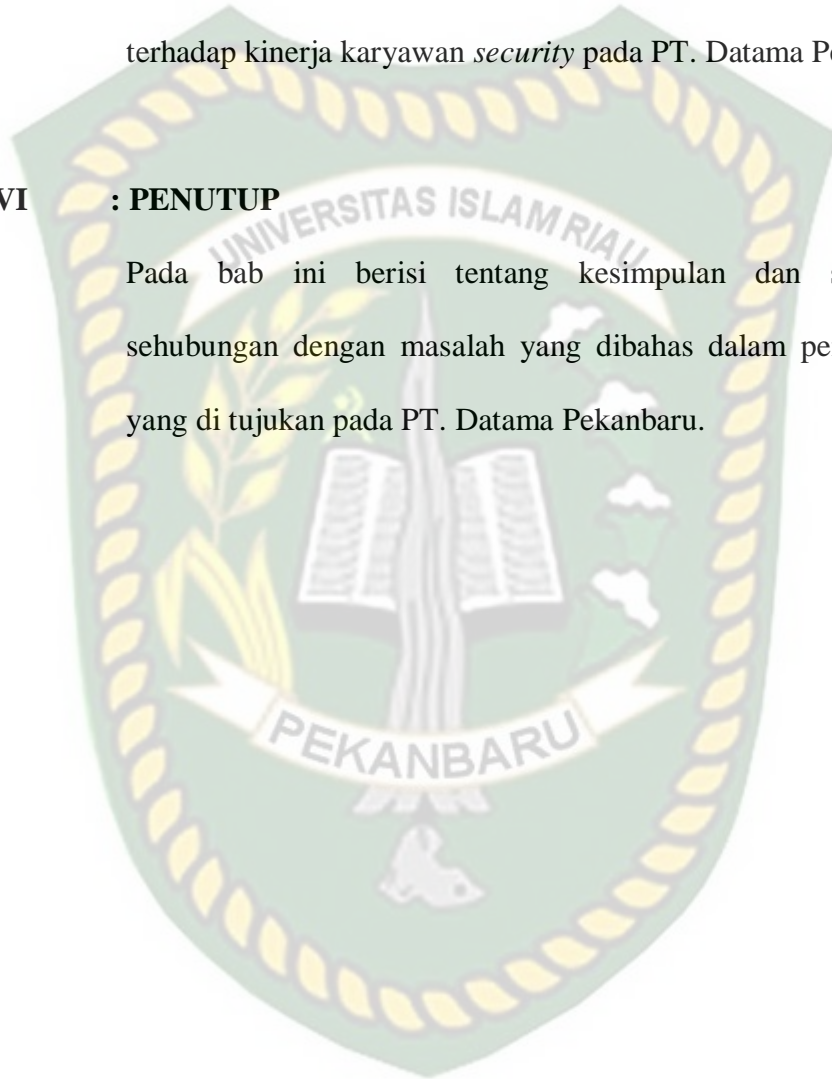 terhadap kinerja karyawan security pada PT. Datama
VI : PENUTUP
UNIVERSITAS ISLAM RIAU
Pada bab ini berisi tentang kesimpulan dan
sehubungan dengan masalah yang dibahas dalam
yang di tujukan pada PT. Datama Pekanbaru.
PEKANBARU